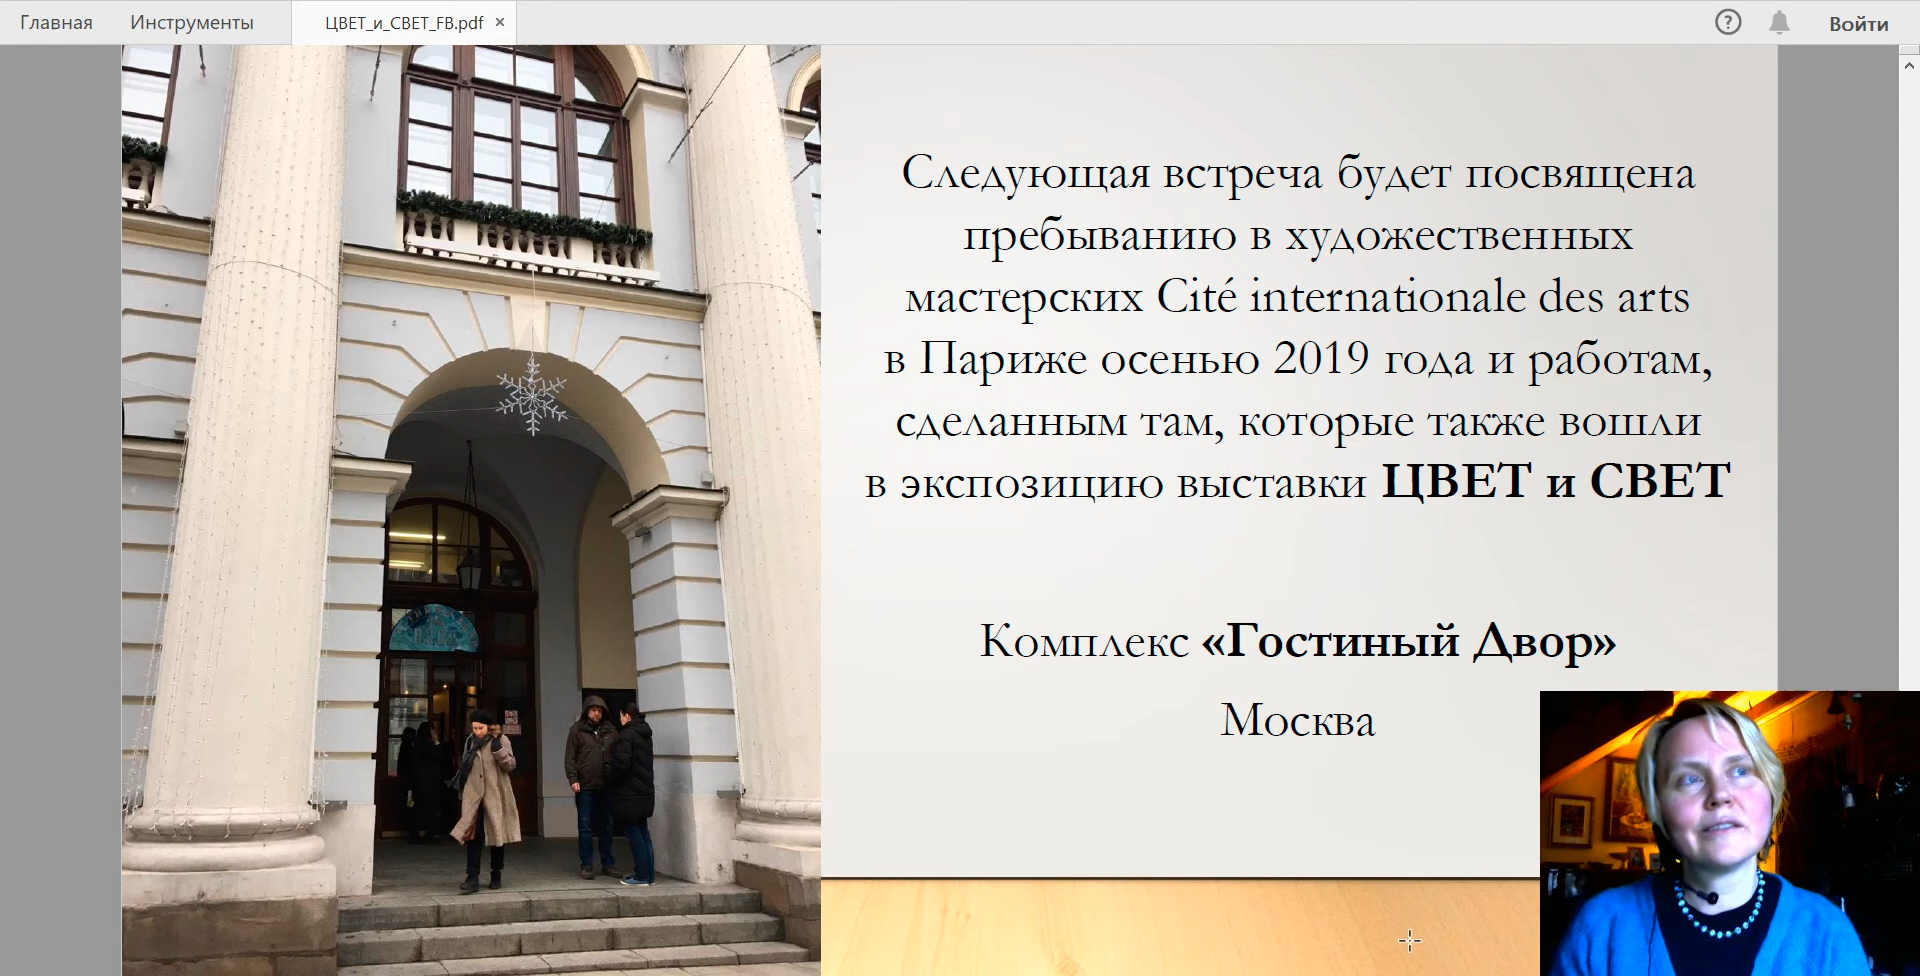 Главная Инструменты ЦВЕТ_и_СВЕТ_FB.pdf × ? Войти
Следующая встреча будет посвящена
пребыванию в художественных
мастерских Cité internationale des arts
в Париже осенью 2019 года и работам,
сделанным там, которые также вошли
в экспозицию выставки ЦВЕТ и СВЕТ
Комплекс «Гостиный Двор»
Москва